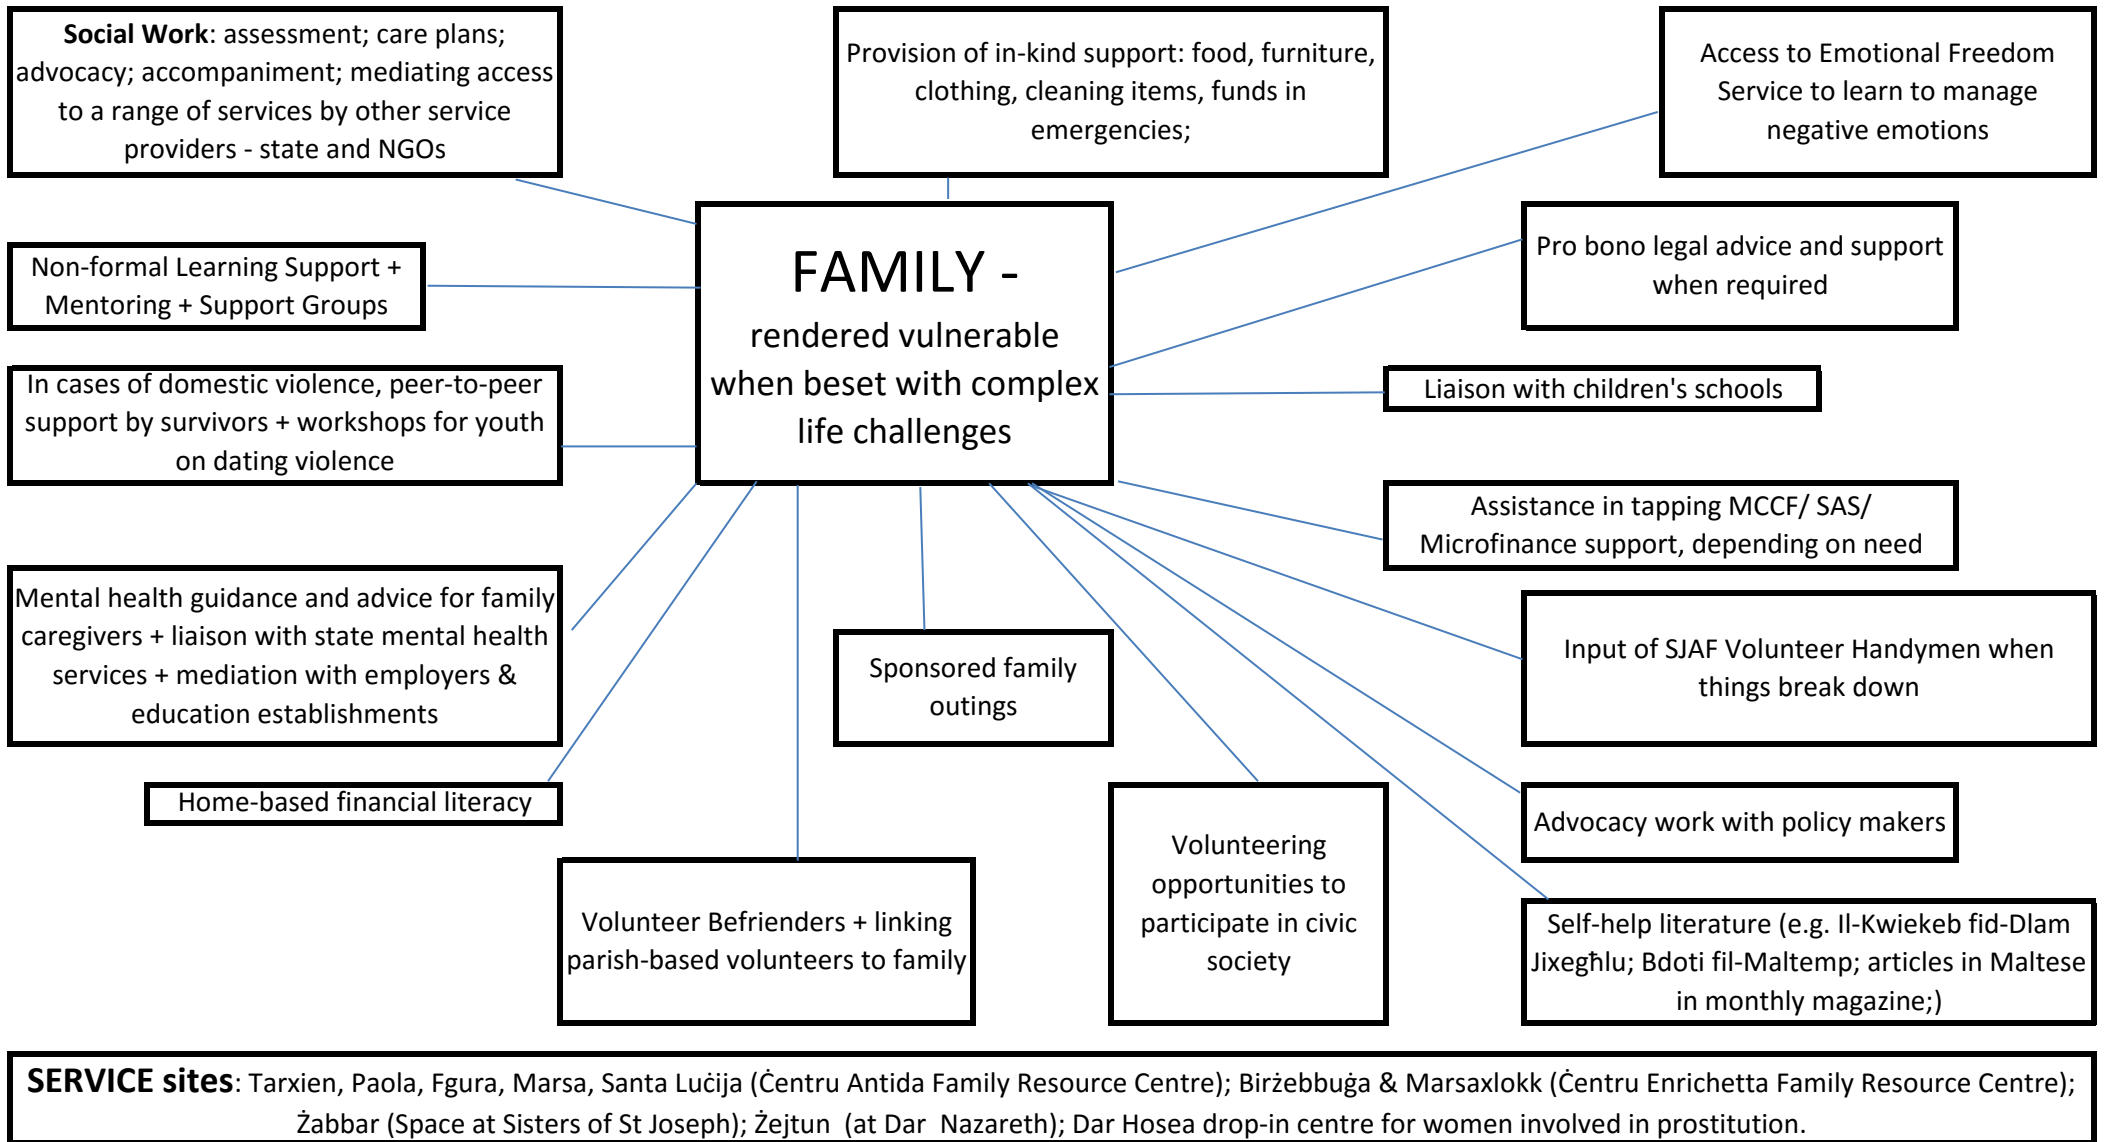 Social Work: assessment; care plans;
advocacy; accompaniment; mediating access
to a range of services by other service
providers - state and NGOs
Provision of in-kind support: food, furniture,
clothing, cleaning items, funds in
emergencies;
Access to Emotional Freedom
Service to learn to manage
negative emotions
FAMILY -
rendered vulnerable
when beset with complex
life challenges
Non-formal Learning Support +
Mentoring + Support Groups
Pro bono legal advice and support
when required
In cases of domestic violence, peer-to-peer
support by survivors + workshops for youth
on dating violence
Liaison with children's schools
Assistance in tapping MCCF/ SAS/
Microfinance support, depending on need
Mental health guidance and advice for family
caregivers + liaison with state mental health
services + mediation with employers &
education establishments
Sponsored family
outings
Input of SJAF Volunteer Handymen when
things break down
Home-based financial literacy
Volunteer Befrienders + linking
parish-based volunteers to family
Volunteering
opportunities to
participate in civic
society
Advocacy work with policy makers
Self-help literature (e.g. Il-Kwiekeb fid-Dlam
Jixegħlu; Bdoti fil-Maltemp; articles in Maltese
in monthly magazine;)
SERVICE sites: Tarxien, Paola, Fgura, Marsa, Santa Luċija (Ċentru Antida Family Resource Centre); Birżebbuġa & Marsaxlokk (Ċentru Enrichetta Family Resource Centre);
Żabbar (Space at Sisters of St Joseph); Żejtun (at Dar Nazareth); Dar Hosea drop-in centre for women involved in prostitution.